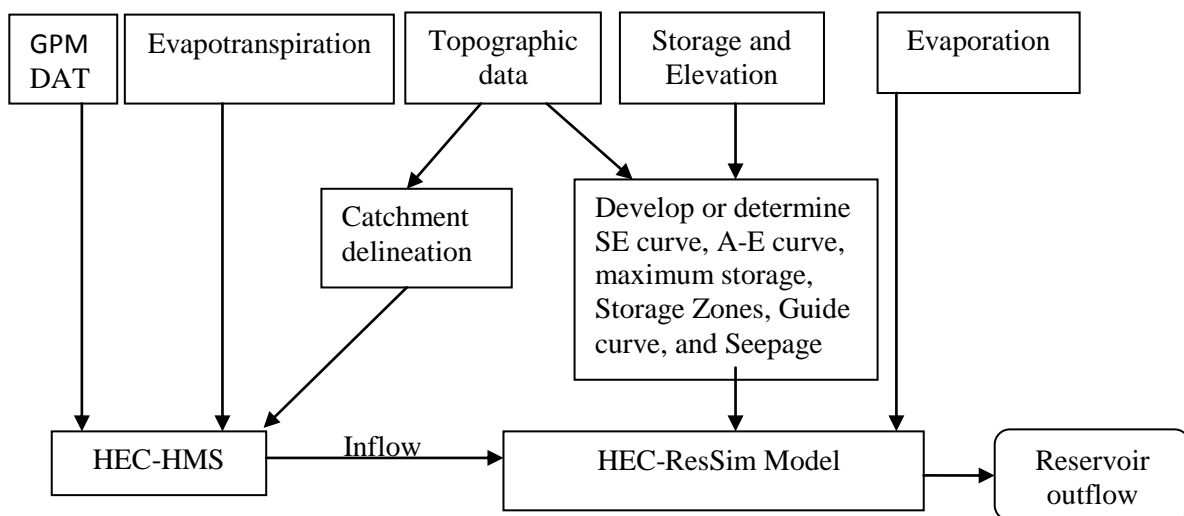 GPM
DAT
Evapotranspiration
Topographic
data
Storage and
Elevation
Evaporation
Catchment
delineation
Develop or determine
SE curve, A-E curve,
maximum storage,
Storage Zones, Guide
curve, and Seepage
HEC-HMS
Inflow
HEC-ResSim Model
Reservoir
outflow